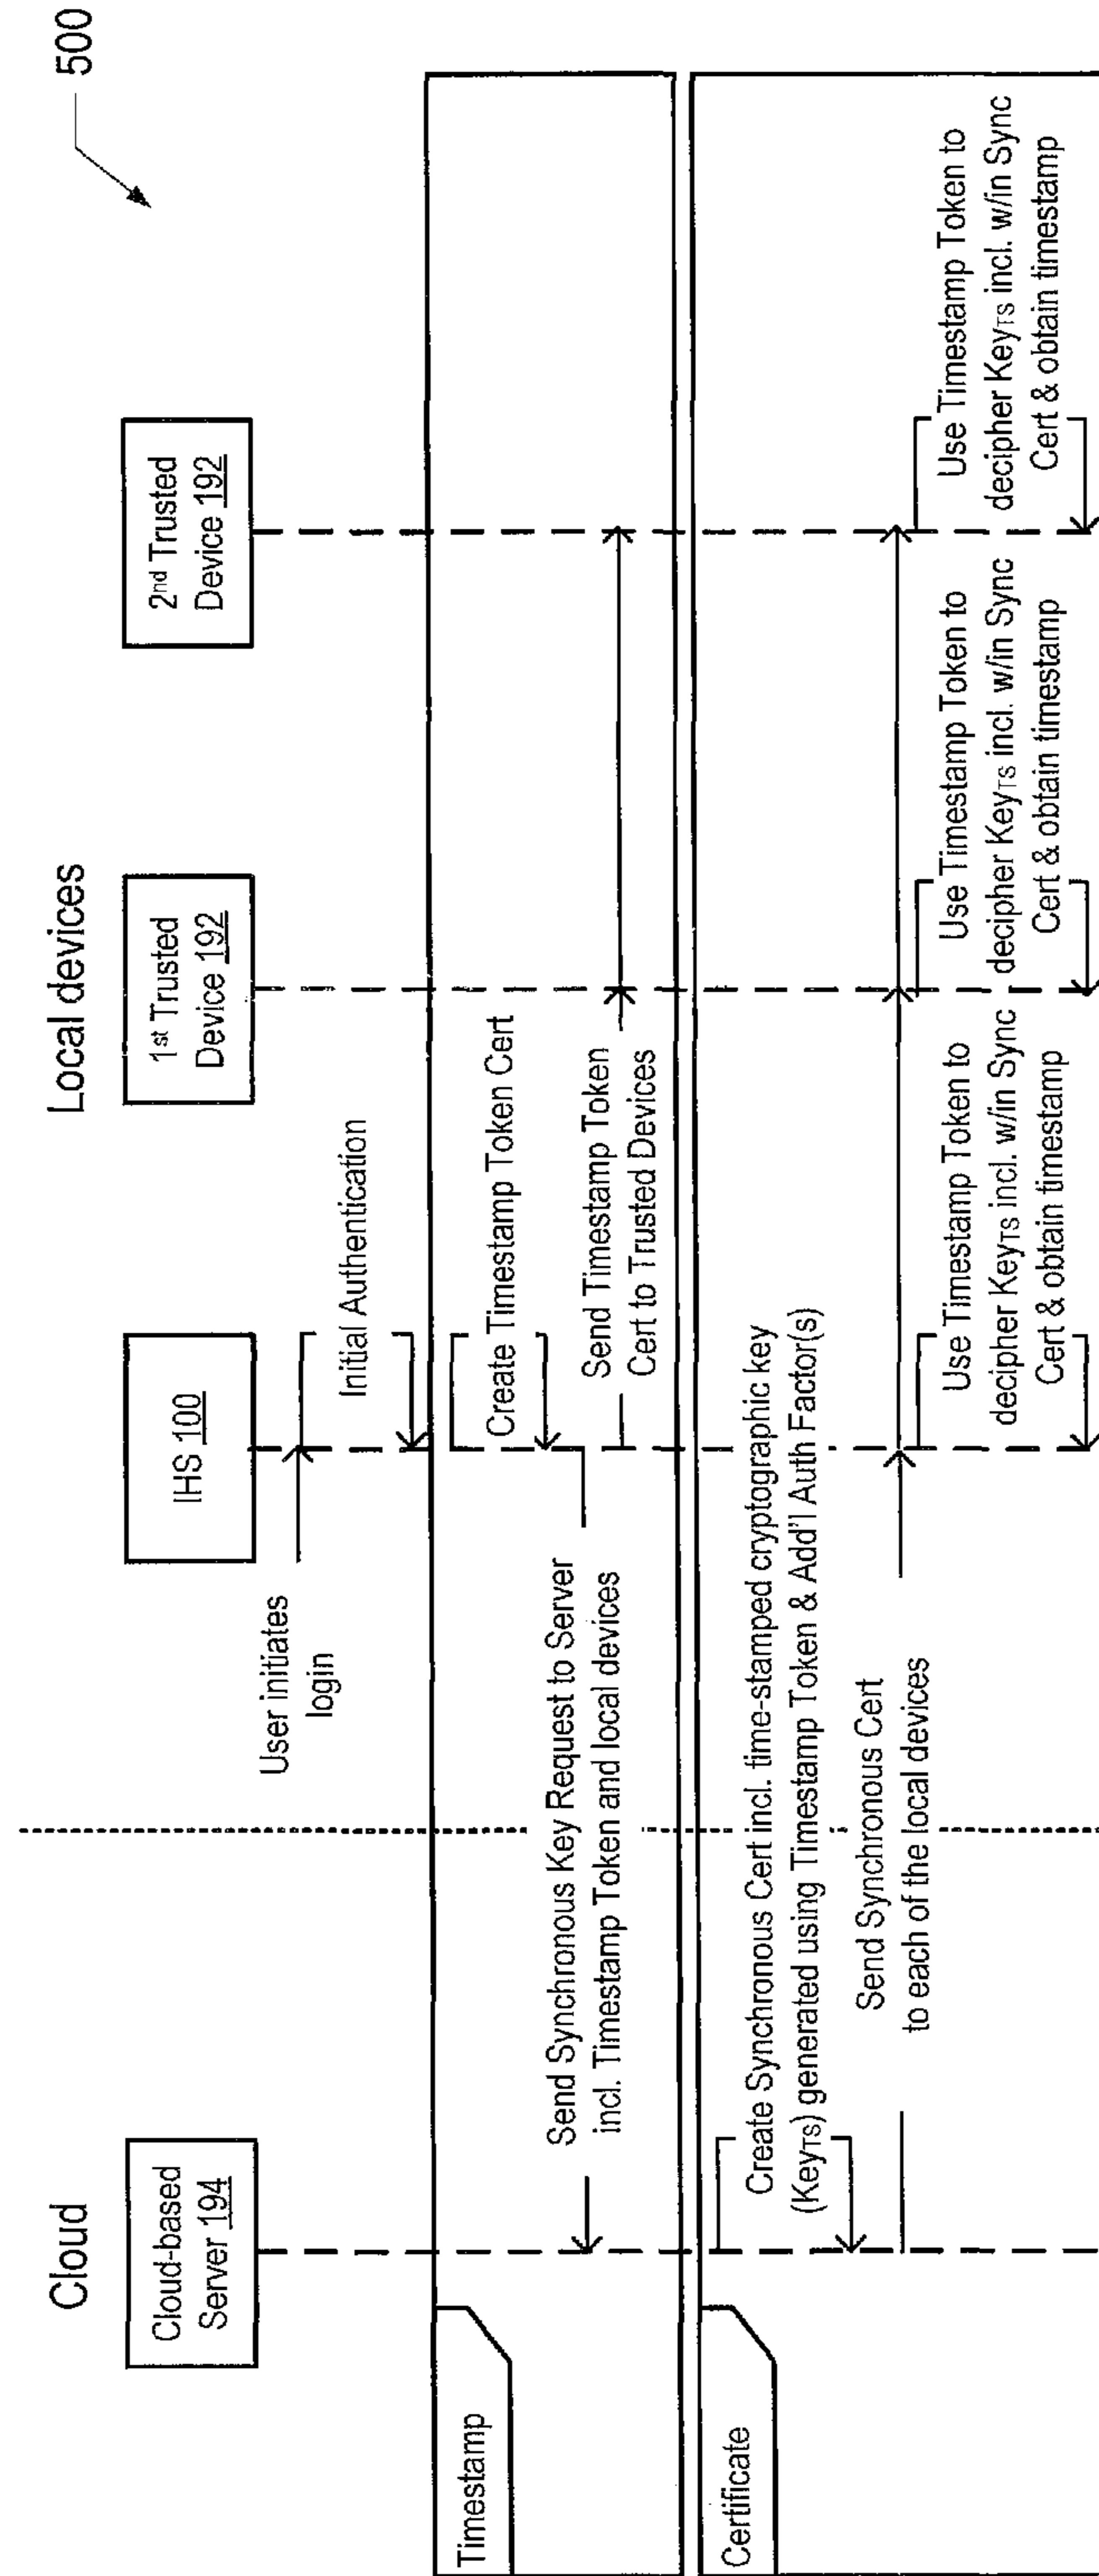 500
Cloud
Local devices
Cloud-based
Server 194
IHS 100
1st Trusted
Device 192
2nd Trusted
Device 192
User initiates
login
Initial Authentication
Timestamp
Create Timestamp Token Cert
Send Synchronous Key Request to Server
incl. Timestamp Token and local devices
Send Timestamp Token
Cert to Trusted Devices
Certificate
Create Synchronous Cert incl. time-stamped cryptographic key
(KeyTS) generated using Timestamp Token & Add'l Auth Factor(s)
Send Synchronous Cert
to each of the local devices
Use Timestamp Token to
decipher KeyTS incl. w/in Sync
Cert & obtain timestamp
Use Timestamp Token to
decipher KeyTS incl. w/in Sync
Cert & obtain timestamp
Use Timestamp Token to
decipher KeyTS incl. w/in Sync
Cert & obtain timestamp